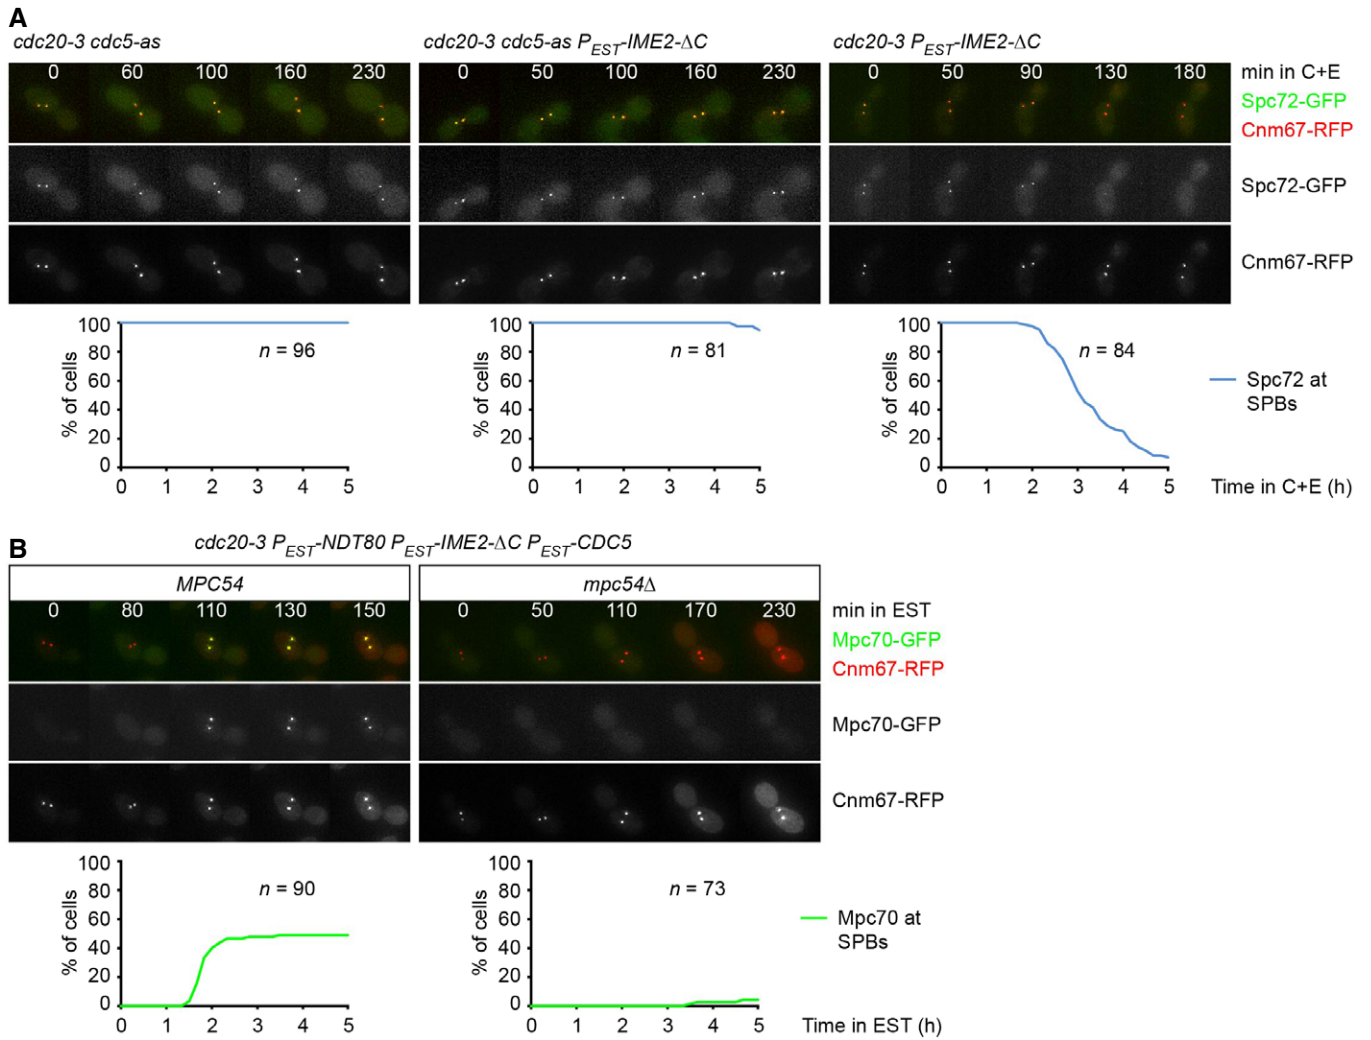 A
cdc20-3 cdc5-as
cdc20-3 cdc5-as PEST-IME2-ΔC
cdc20-3 PEST-IME2-ΔC
0 60 100 160 230
0 50 100 160 230
0 50 90 130 180
min in C+E
Spc72-GFP
Cnm67-RFP
Spc72-GFP
Cnm67-RFP
% of cells
100
80
60
40
20
0
n = 96
0 1 2 3 4 5
% of cells
100
80
60
40
20
0
n = 81
0 1 2 3 4 5
% of cells
100
80
60
40
20
0
n = 84
0 1 2 3 4 5
Spc72 at
SPBs
Time in C+E (h)
B
cdc20-3 PEST-NDT80 PEST-IME2-ΔC PEST-CDC5
MPC54
mpc54Δ
0 80 110 130 150
0 50 110 170 230
min in EST
Mpc70-GFP
Cnm67-RFP
Mpc70-GFP
Cnm67-RFP
% of cells
100
80
60
40
20
0
n = 90
0 1 2 3 4 5
% of cells
100
80
60
40
20
0
n = 73
0 1 2 3 4 5
Mpc70 at
SPBs
Time in EST (h)